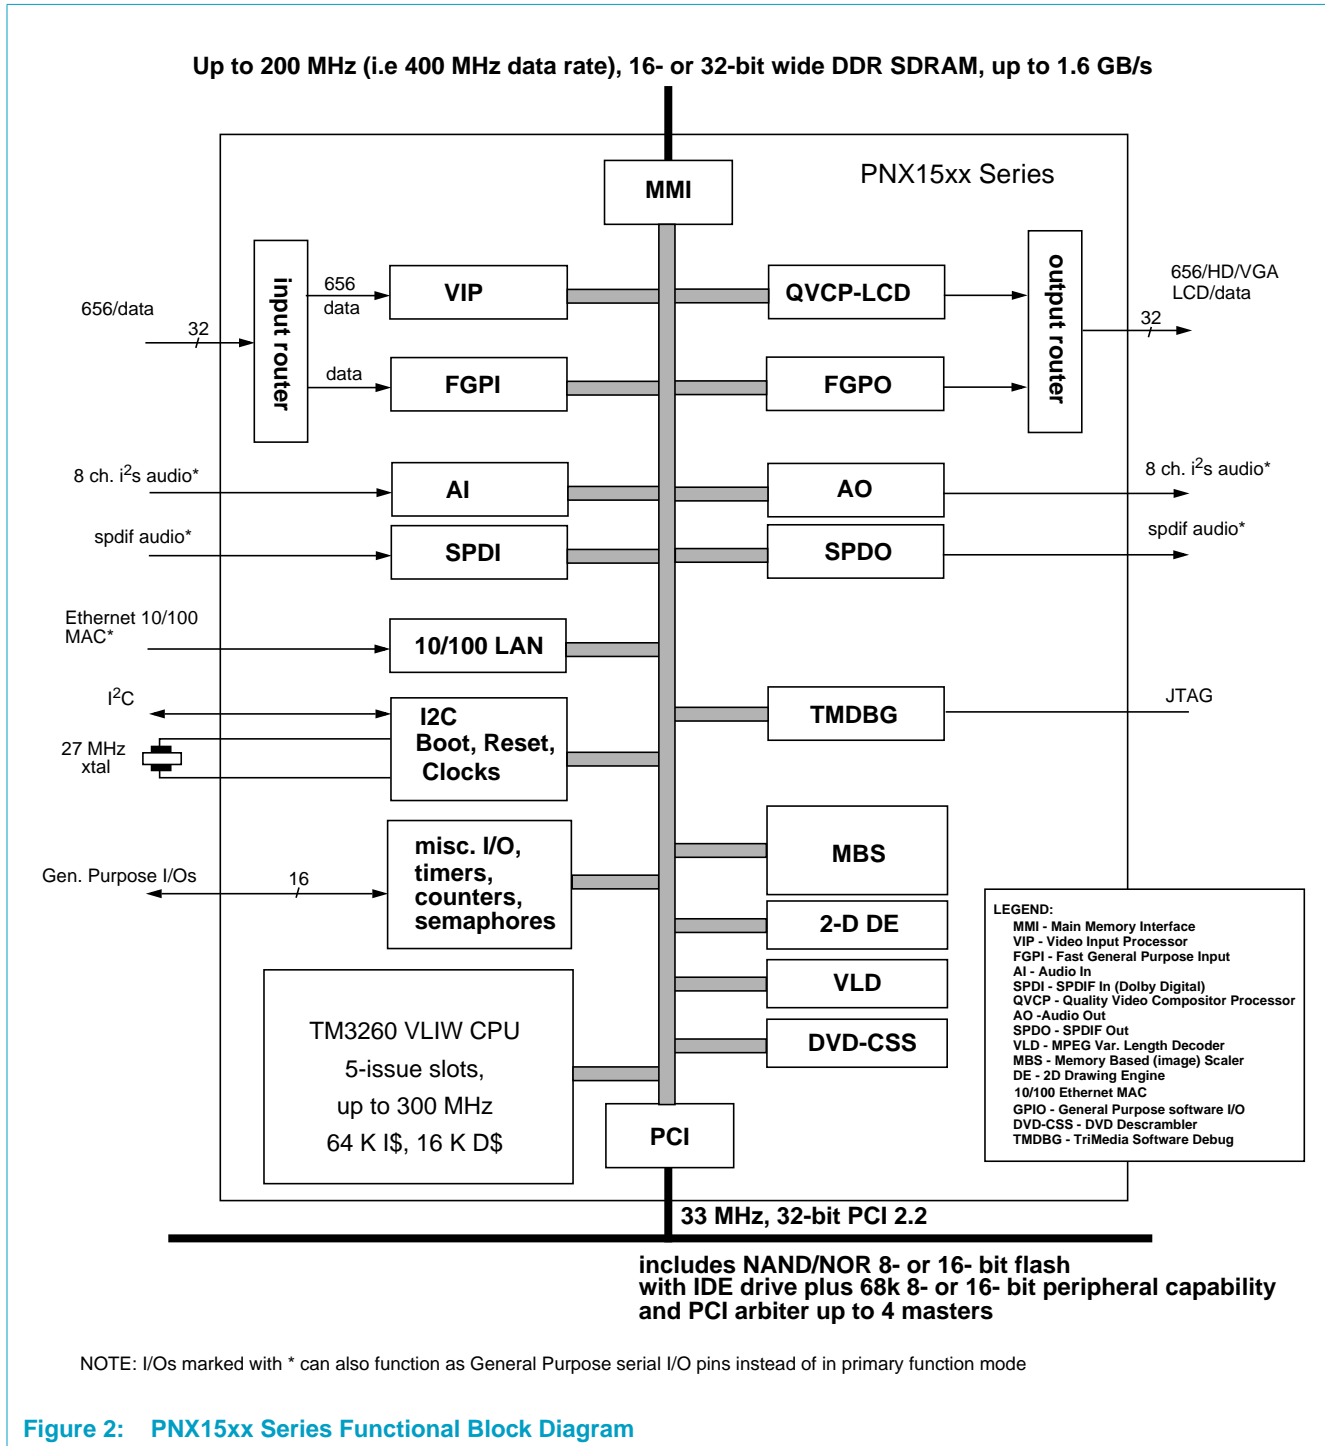 Up to 200 MHz (i.e 400 MHz data rate), 16- or 32-bit wide DDR SDRAM, up to 1.6 GB/s
PNX15xx Series
MMI
input router
656/data
32
656
data
data
VIP
FGPI
QVCP-LCD
FGPO
output router
656/HD/VGA
LCD/data
32
8 ch. i2s audio*
AI
AO
8 ch. i2s audio*
spdif audio*
SPDI
SPDO
spdif audio*
Ethernet 10/100
MAC*
10/100 LAN
I2C
27 MHz
xtal
I2C
Boot, Reset,
Clocks
TMDBG
JTAG
Gen. Purpose I/Os
16
misc. I/O,
timers,
counters,
semaphores
MBS
2-D DE
VLD
DVD-CSS
TM3260 VLIW CPU
5-issue slots,
up to 300 MHz
64 K I$, 16 K D$
PCI
LEGEND:
MMI - Main Memory Interface
VIP - Video Input Processor
FGPI - Fast General Purpose Input
AI - Audio In
SPDI - SPDIF In (Dolby Digital)
QVCP - Quality Video Compositor Processor
AO -Audio Out
SPDO - SPDIF Out
VLD - MPEG Var. Length Decoder
MBS - Memory Based (image) Scaler
DE - 2D Drawing Engine
10/100 Ethernet MAC
GPIO - General Purpose software I/O
DVD-CSS - DVD Descrambler
TMDBG - TriMedia Software Debug
33 MHz, 32-bit PCI 2.2
includes NAND/NOR 8- or 16- bit flash
with IDE drive plus 68k 8- or 16- bit peripheral capability
and PCI arbiter up to 4 masters
NOTE: I/Os marked with * can also function as General Purpose serial I/O pins instead of in primary function mode
Figure 2: PNX15xx Series Functional Block Diagram